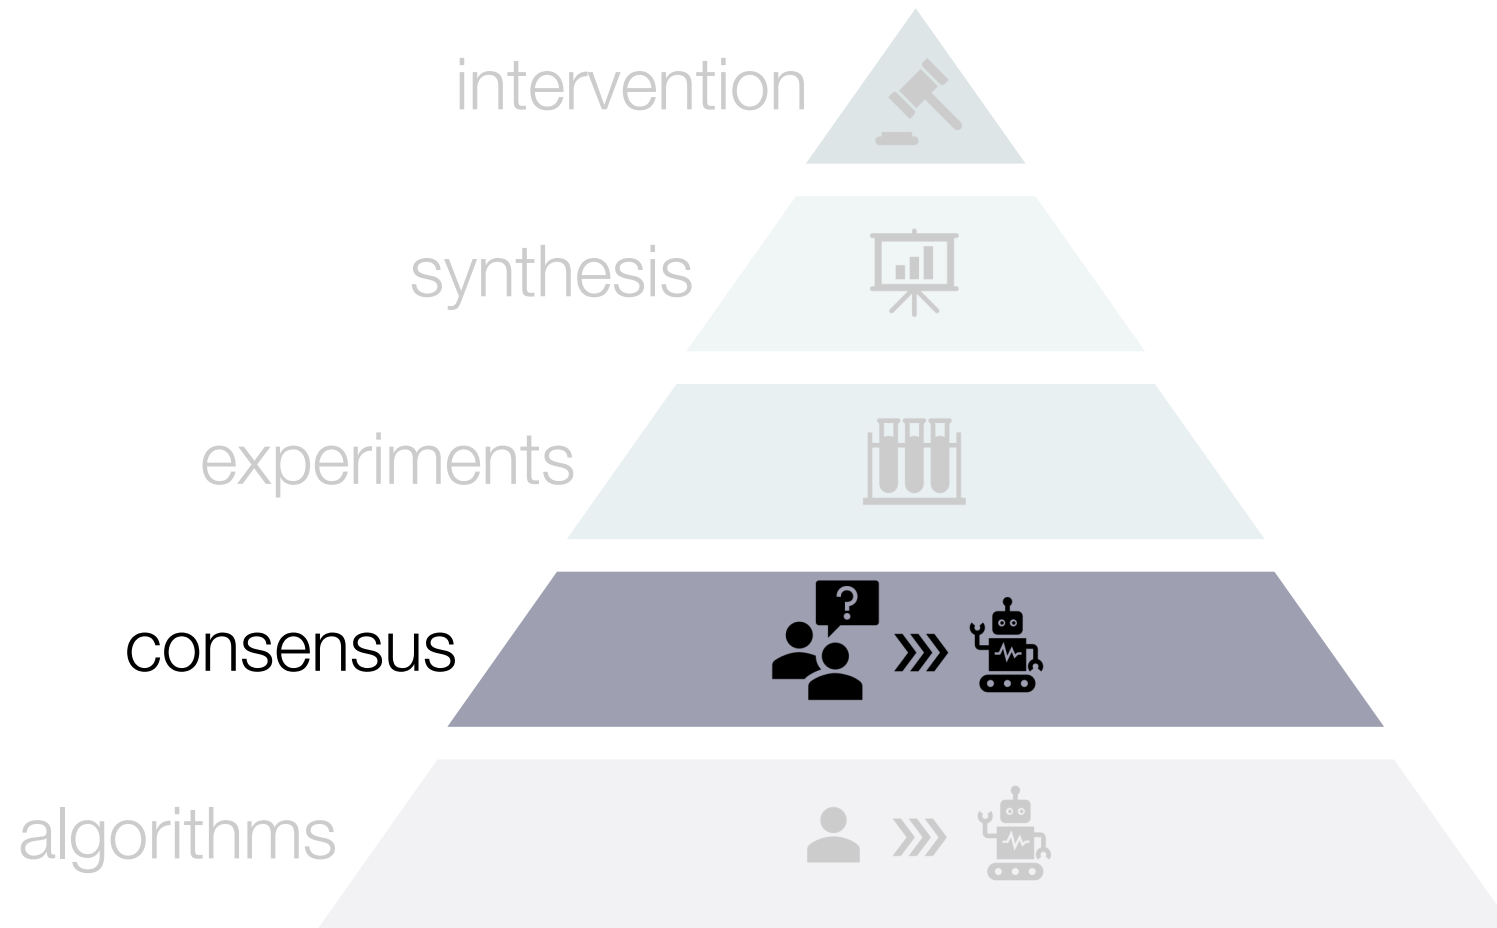 intervention
synthesis
experiments
?
consensus
algorithms